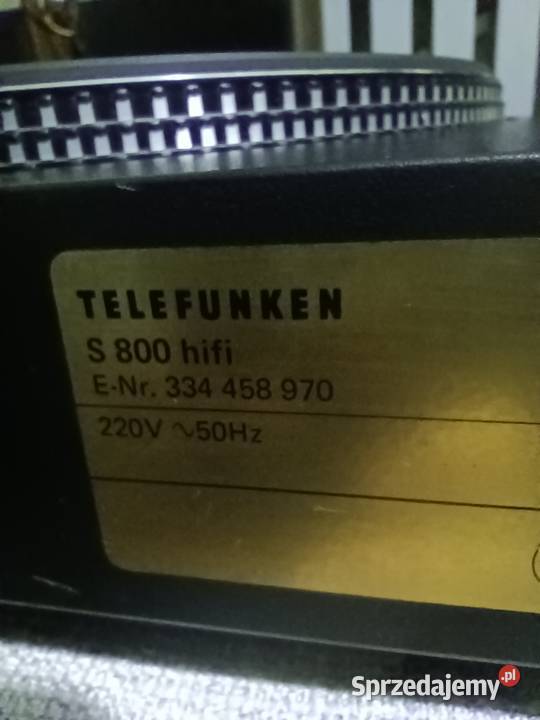 TELEFUNKEN
S 800 hifi
E-Nr. 334 458 970
220V ∿50Hz
Sprzedajemy.pl